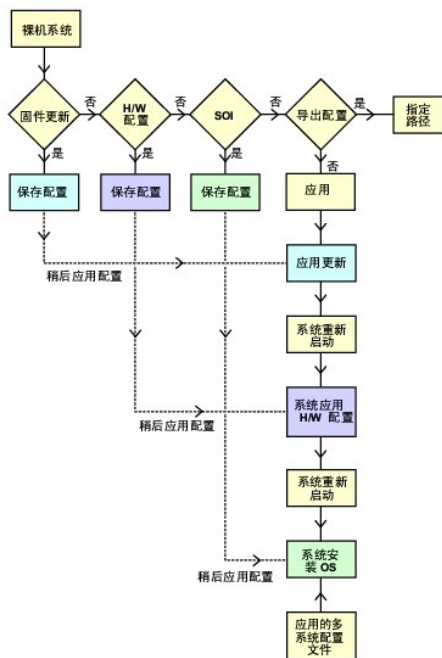 裸机系统
固件更新
否
H/W
配置
否
SOI
否
导出配置
是
指定
路径
是
是
是
否
保存配置
保存配置
保存配置
应用
稍后应用配置
应用更新
系统重新
启动
稍后应用配置
系统应用
H/W 配置
系统重新
启动
稍后应用配置
系统安
装 OS
应用的多
系统配置
文件